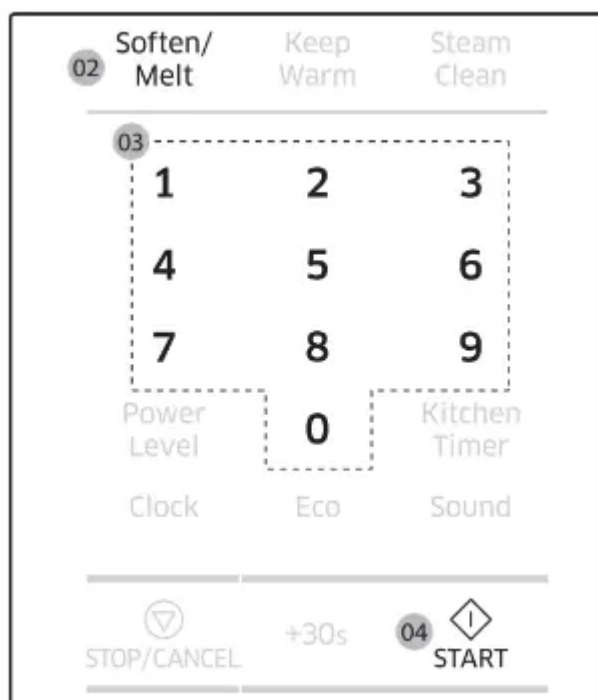 02 Soften/ Keep Steam
Melt Warm Clean
03
1 2 3
4 5 6
7 8 9
Power 0 Kitchen
Level Timer
Clock Eco Sound
STOP/CANCEL +30s 04 START